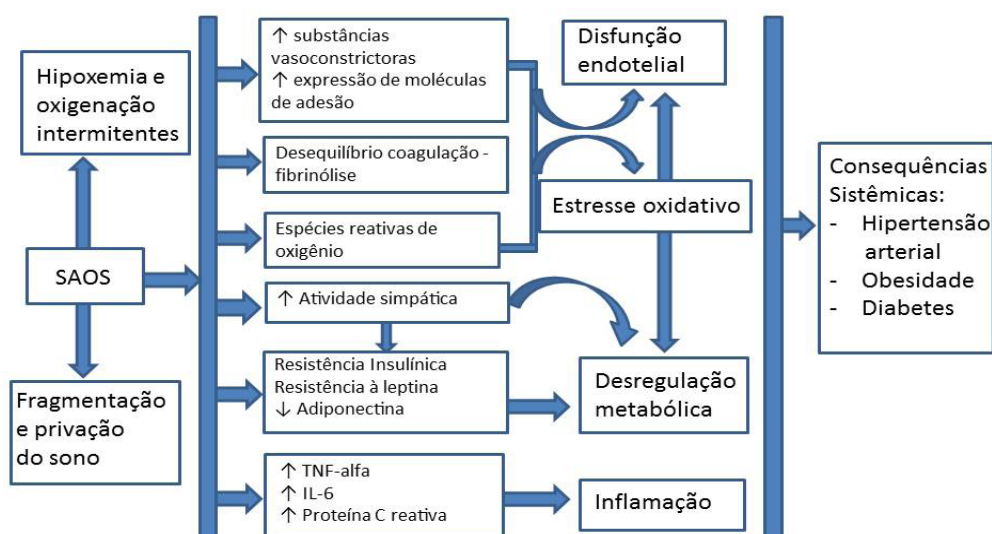 Hipoxemia e
oxigenação
intermitentes
SAOS
Fragmentação
e privação
do sono
↑ substâncias
vasoconstrictoras
↑ expressão de moléculas
de adesão
Desequilíbrio coagulação -
fibrinólise
Espécies reativas de
oxigênio
↑ Atividade simpática
Resistência Insulínica
Resistência à leptina
↓ Adiponectina
↑ TNF-alfa
↑ IL-6
↑ Proteína C reativa
Disfunção
endotelial
Estresse oxidativo
Desregulação
metabólica
Inflamação
Consequências
Sistêmicas:
- Hipertensão
arterial
- Obesidade
- Diabetes